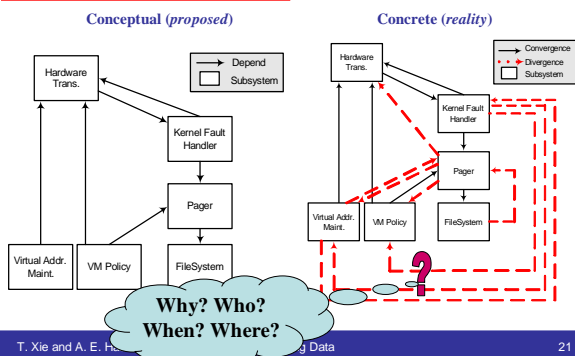 Conceptual (proposed)
Depend
Subsystem
Hardware
Trans.
Kernel Fault
Handler
Pager
Virtual Addr.
Maint.
VM Policy
FileSystem
Concrete (reality)
Convergence
Divergence
Subsystem
Hardware
Trans.
Kernel Fault
Handler
Pager
Virtual Addr.
Maint.
VM Policy
FileSystem
?
Why? Who?
When? Where?
T. Xie and A. E. Data
21